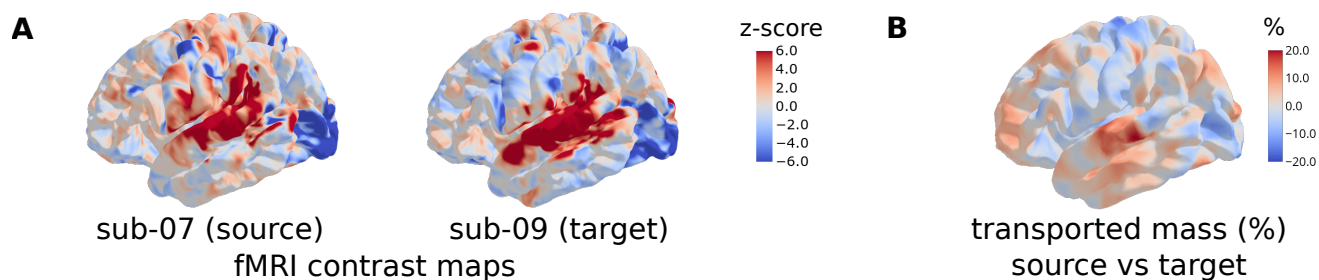 A
z-score
6.0
4.0
2.0
0.0
−2.0
−4.0
−6.0
sub-07 (source)
sub-09 (target)
fMRI contrast maps
B
%
20.0
10.0
0.0
−10.0
−20.0
transported mass (%)
source vs target